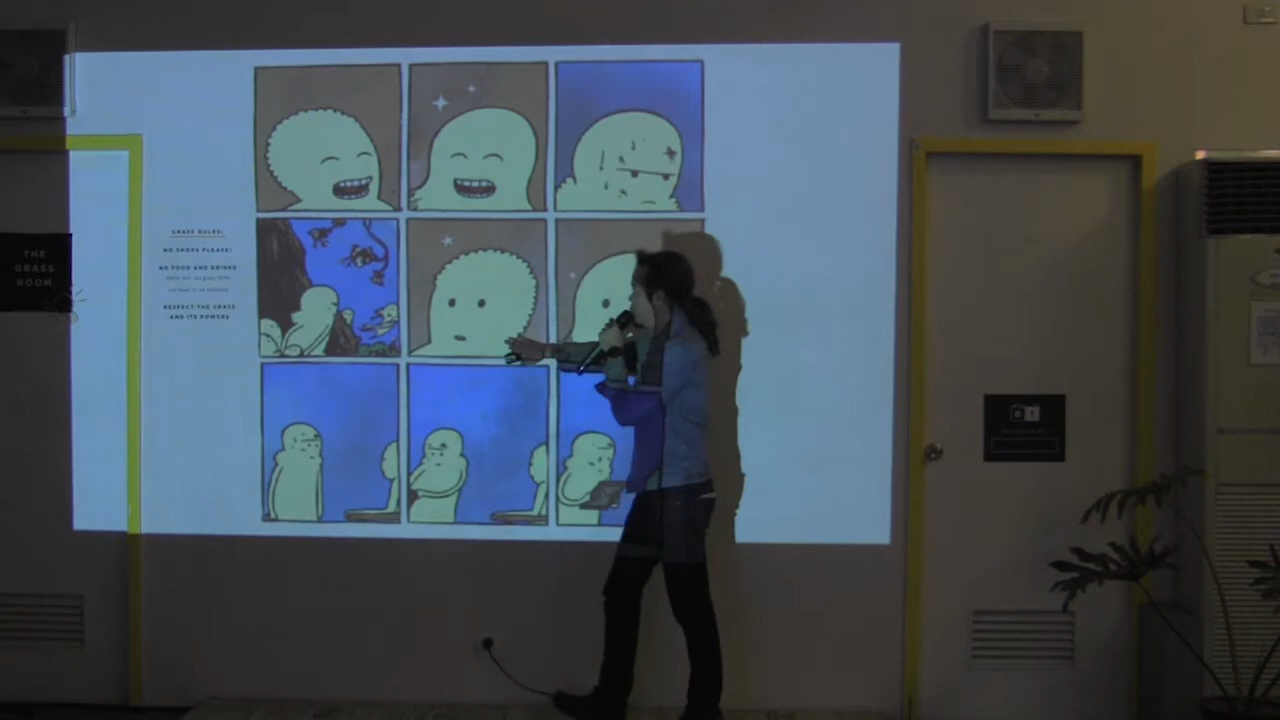 THE
GRASS
ROOM
GRASS RULES:
NO SHOES PLEASE!
NO FOOD AND DRINKS
RESPECT THE GRASS
AND ITS POWERS